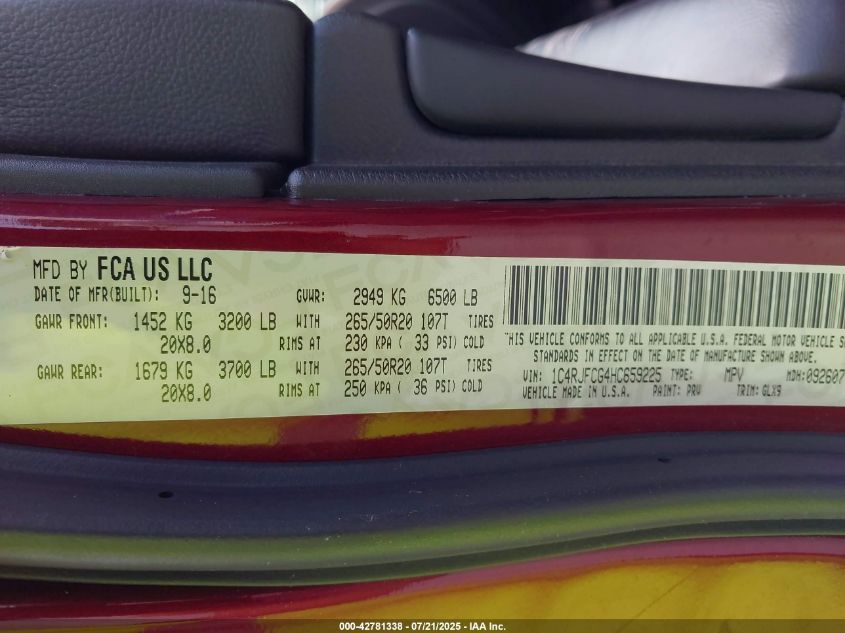 MFD BY FCA US LLC
DATE OF MFR(BUILT): 9-16 GVWR: 2949 KG 6500 LB
GAWR FRONT: 1452 KG 3200 LB WITH 265/50R20 107T TIRES
20X8.0 RIMS AT 230 KPA ( 33 PSI) COLD
GAWR REAR: 1679 KG 3700 LB WITH 265/50R20 107T TIRES
20X8.0 RIMS AT 250 KPA ( 36 PSI) COLD
THIS VEHICLE CONFORMS TO ALL APPLICABLE U.S.A. FEDERAL MOTOR VEHICLE
STANDARDS IN EFFECT ON THE DATE OF MANUFACTURE SHOWN ABOVE.
VIN: 1C4RJFCG4HC659225 TYPE: MPV MDH: 092607
VEHICLE MADE IN U.S.A. PAINT: PRV TRIM: GLX9
000-42781338 - 07/21/2025 - IAA Inc.